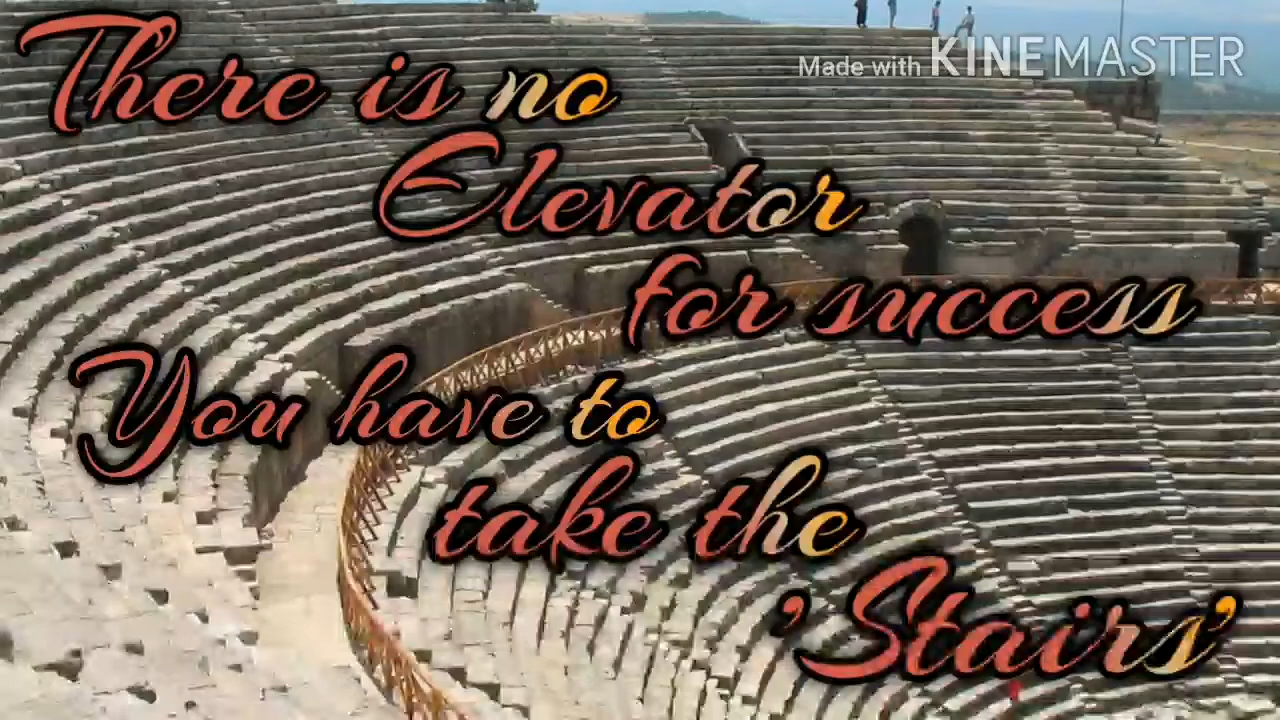 Made with KINEMASTER
There is no
Elevator
for success
You have to
take the
'Stairs'